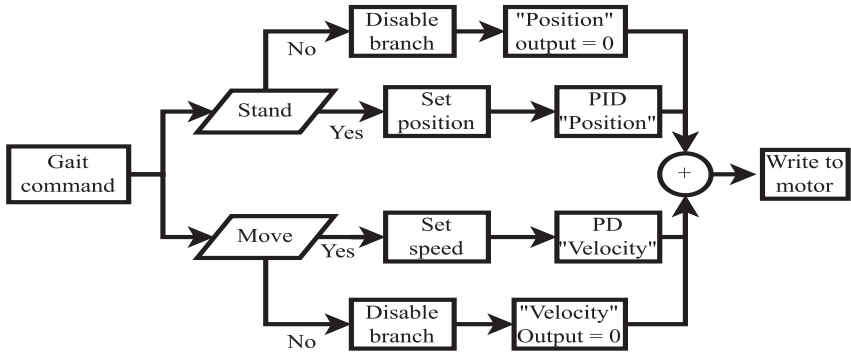 No
Disable
branch
"Position"
output = 0
Stand
Yes
Set
position
PID
"Position"
Gait
command
+
Write to
motor
Move
Yes
Set
speed
PD
"Velocity"
No
Disable
branch
"Velocity"
Output = 0